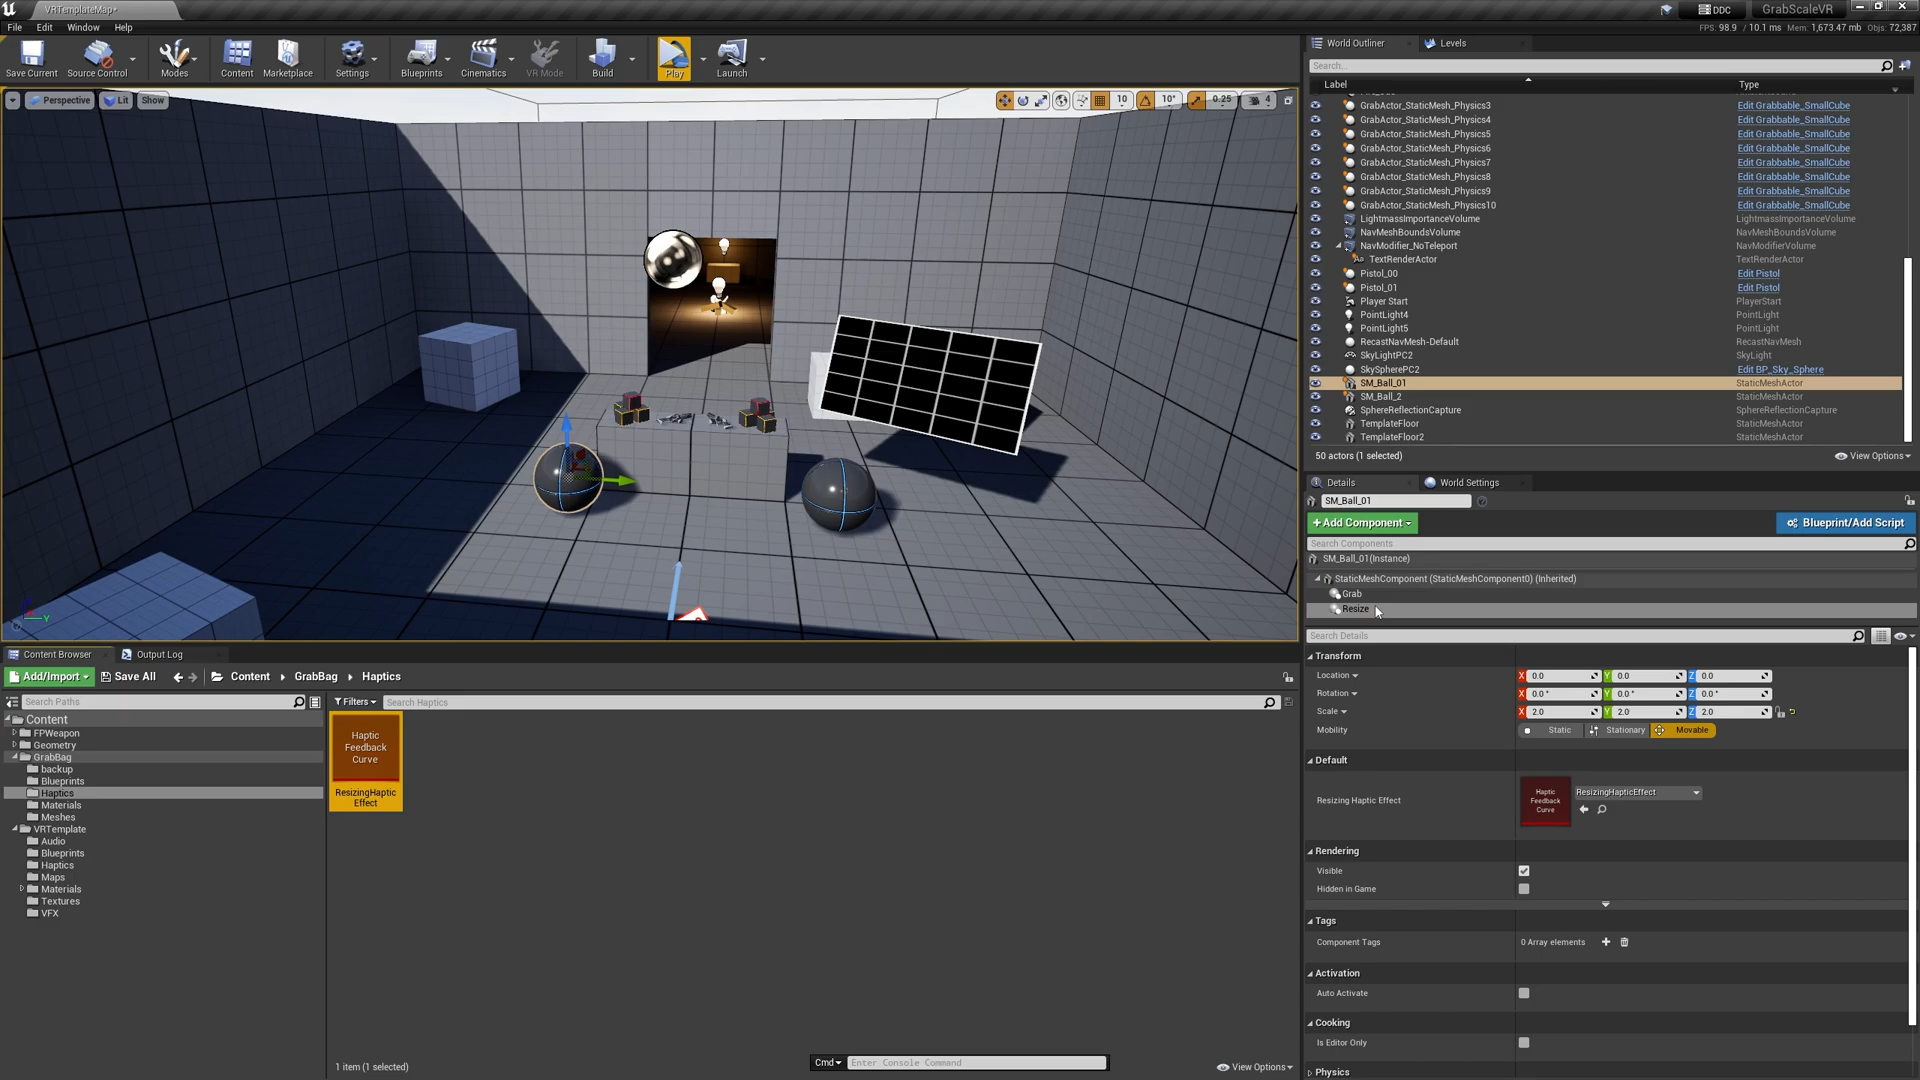 VRTemplateMap*
DDC
GrabScaleVR
File
Edit
Window
Help
FPS: 98.9 / 10.1 ms
Mem: 1,673.47 mb
Objs: 72,387
Save Current
Source Control
Modes
Content
Marketplace
Settings
Blueprints
Cinematics
VR Mode
Build
Play
Launch
Perspective
Lit
Show
10
10°
0.25
4
World Outliner
Levels
Search...
Label
Type
GrabActor_StaticMesh_Physics3 Edit Grabbable_SmallCube
GrabActor_StaticMesh_Physics4 Edit Grabbable_SmallCube
GrabActor_StaticMesh_Physics5 Edit Grabbable_SmallCube
GrabActor_StaticMesh_Physics6 Edit Grabbable_SmallCube
GrabActor_StaticMesh_Physics7 Edit Grabbable_SmallCube
GrabActor_StaticMesh_Physics8 Edit Grabbable_SmallCube
GrabActor_StaticMesh_Physics9 Edit Grabbable_SmallCube
GrabActor_StaticMesh_Physics10 Edit Grabbable_SmallCube
LightmassImportanceVolume LightmassImportanceVolume
NavMeshBoundsVolume NavMeshBoundsVolume
NavModifier_NoTeleport NavModifierVolume
TextRenderActor TextRenderActor
Pistol_00 Edit Pistol
Pistol_01 Edit Pistol
Player Start PlayerStart
PointLight4 PointLight
PointLight5 PointLight
RecastNavMesh-Default RecastNavMesh
SkyLightPC2 SkyLight
SkySpherePC2 Edit BP_Sky_Sphere
SM_Ball_01 StaticMeshActor
SM_Ball_2 StaticMeshActor
SphereReflectionCapture SphereReflectionCapture
TemplateFloor StaticMeshActor
TemplateFloor2 StaticMeshActor
50 actors (1 selected)
View Options
Details
World Settings
SM_Ball_01
+Add Component
Blueprint/Add Script
Search Components
SM_Ball_01(Instance)
StaticMeshComponent (StaticMeshComponent0) (Inherited)
Grab
Resize
Search Details
Transform
Location X 0.0 Y 0.0 Z 0.0
Rotation X 0.0 ° Y 0.0 ° Z 0.0 °
Scale X 2.0 Y 2.0 Z 2.0
Mobility Static Stationary Movable
Default
Resizing Haptic Effect
Haptic
Feedback
Curve
ResizingHapticEffect
Rendering
Visible
Hidden in Game
Tags
Component Tags
0 Array elements
Activation
Auto Activate
Cooking
Is Editor Only
Physics
Content Browser
Output Log
Add/Import
Save All
Content
GrabBag
Haptics
Search Paths
Filters
Search Haptics
Content
FPWeapon
Geometry
GrabBag
backup
Blueprints
Haptics
Materials
Meshes
VRTemplate
Audio
Blueprints
Haptics
Maps
Materials
Textures
VFX
Haptic
Feedback
Curve
ResizingHaptic
Effect
1 item (1 selected)
Cmd
Enter Console Command
View Options